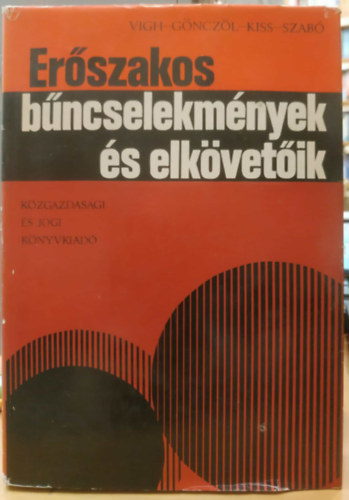 VIGH–GÖNCZÖL–KISS–SZABÓ
Erőszakos
bűncselekmények
és elkövetőik
KÖZGAZDASÁGI
ÉS JOGI
KÖNYVKIADÓ